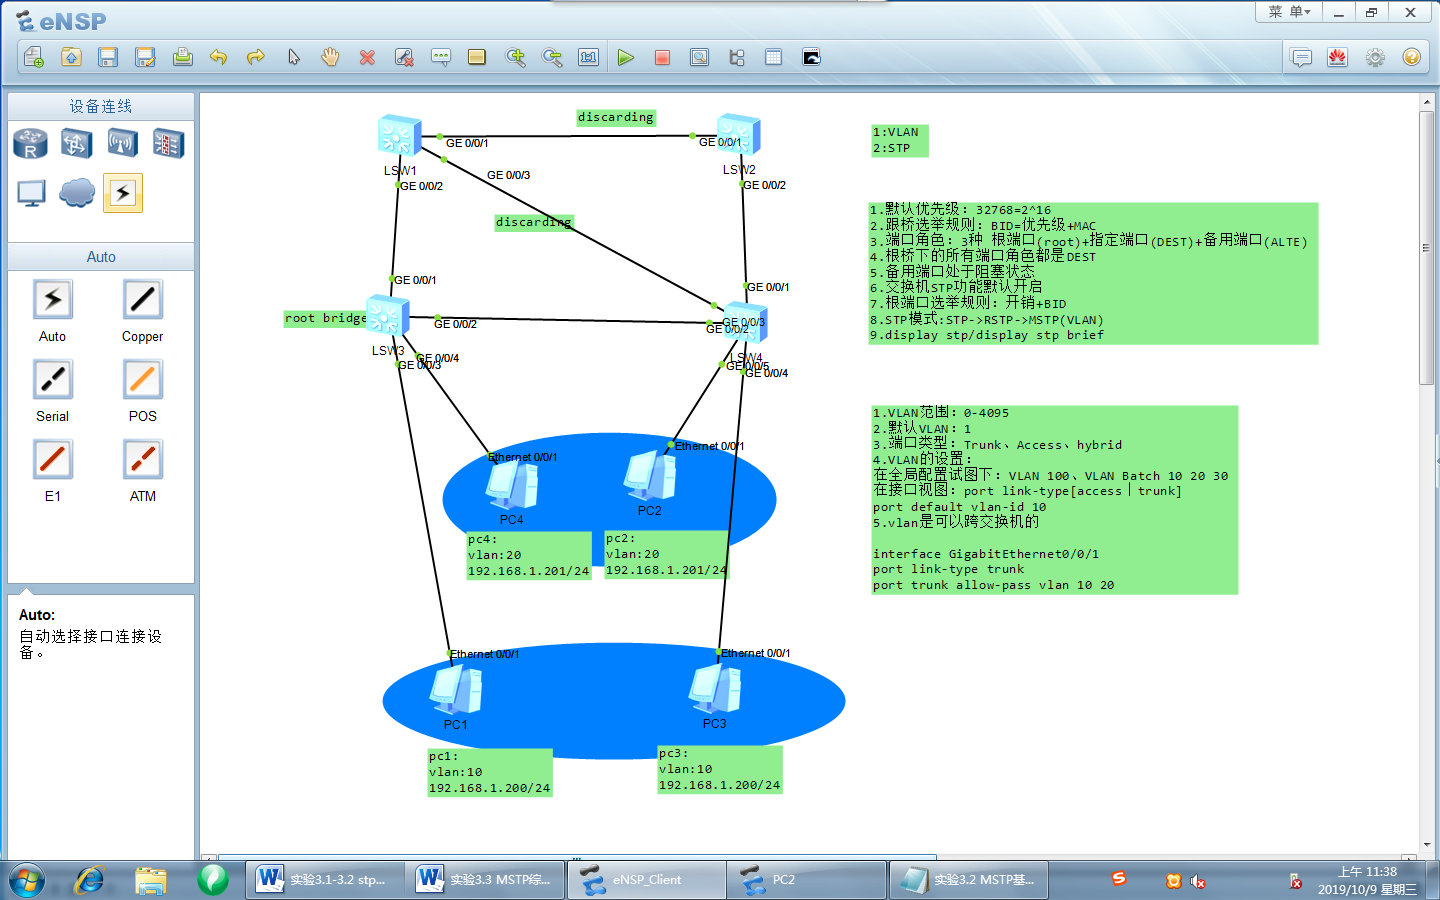 eNSP
菜 单
设备连线
Auto
Auto
Copper
Serial
POS
E1
ATM
Auto:
自动选择接口连接设
备。
discarding
GE 0/0/1
GE 0/0/1
LSW1
LSW2
GE 0/0/2
GE 0/0/3
GE 0/0/2
discarding
GE 0/0/1
GE 0/0/1
root bridge
GE 0/0/2
GE 0/0/3
GE 0/0/2
LSW3
LSW4
GE 0/0/4
GE 0/0/3
GE 0/0/5
GE 0/0/4
Ethernet 0/0/1
Ethernet 0/0/1
PC4
PC2
pc4:
vlan:20
192.168.1.201/24
pc2:
vlan:20
192.168.1.201/24
Ethernet 0/0/1
Ethernet 0/0/1
PC1
PC3
pc1:
vlan:10
192.168.1.200/24
pc3:
vlan:10
192.168.1.200/24
1:VLAN
2:STP
1.默认优先级: 32768=2^16
2.跟桥选举规则: BID=优先级+MAC
3.端口角色: 3种 根端口(root)+指定端口(DEST)+备用端口(ALTE)
4.根桥下的所有端口角色都是DEST
5.备用端口处于阻塞状态
6.交换机STP功能默认开启
7.根端口选举规则: 开销+BID
8.STP模式:STP->RSTP->MSTP(VLAN)
9.display stp/display stp brief
1.VLAN范围: 0-4095
2.默认VLAN: 1
3.端口类型: Trunk、Access、hybrid
4.VLAN的设置:
在全局配置试图下: VLAN 100、VLAN Batch 10 20 30
在接口视图: port link-type[access｜trunk]
port default vlan-id 10
5.vlan是可以跨交换机的
interface GigabitEthernet0/0/1
port link-type trunk
port trunk allow-pass vlan 10 20
实验3.1-3.2 stp...
实验3.3 MSTP综...
eNSP_Client
PC2
实验3.2 MSTP基...
上午 11:38
2019/10/9 星期三